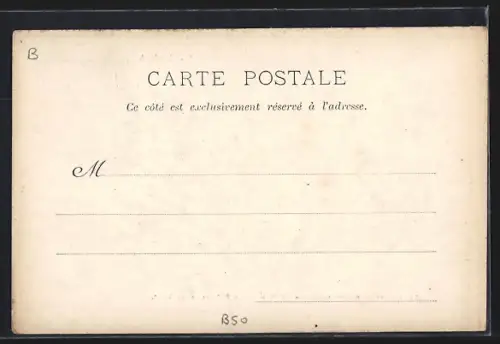 B
CARTE POSTALE
Ce côté est exclusivement réservé à l'adresse.
M
B50